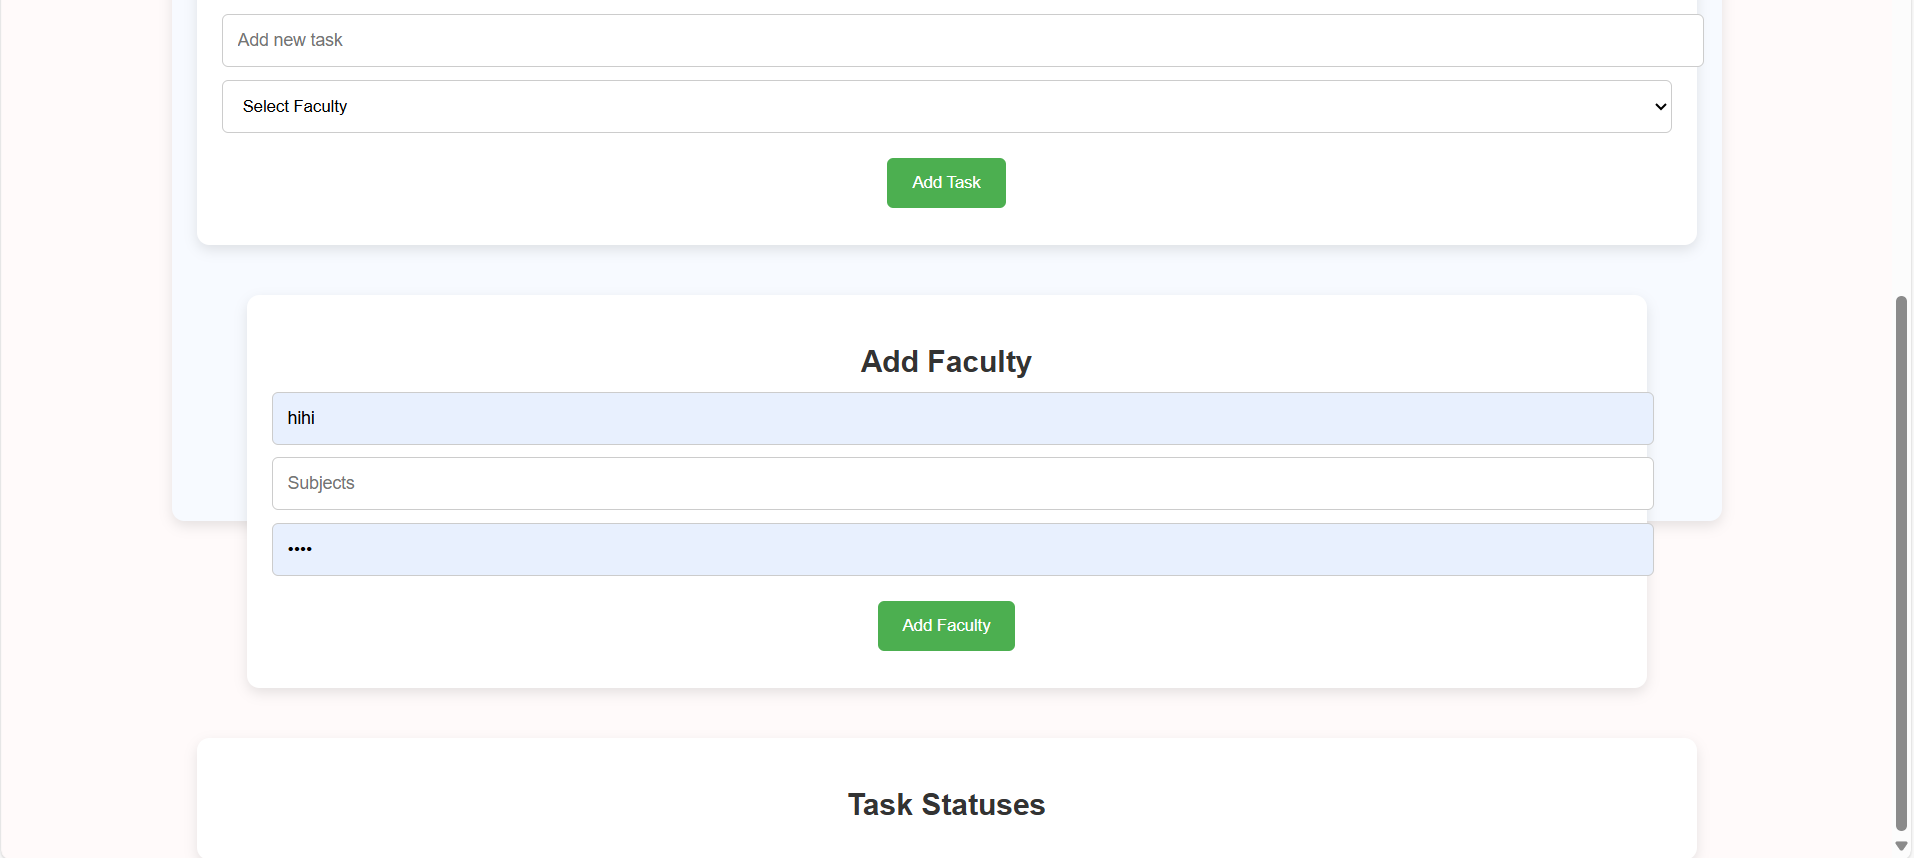 Add new task
Select Faculty
Add Task
Add Faculty
hihi
Subjects
••••
Add Faculty
Task Statuses